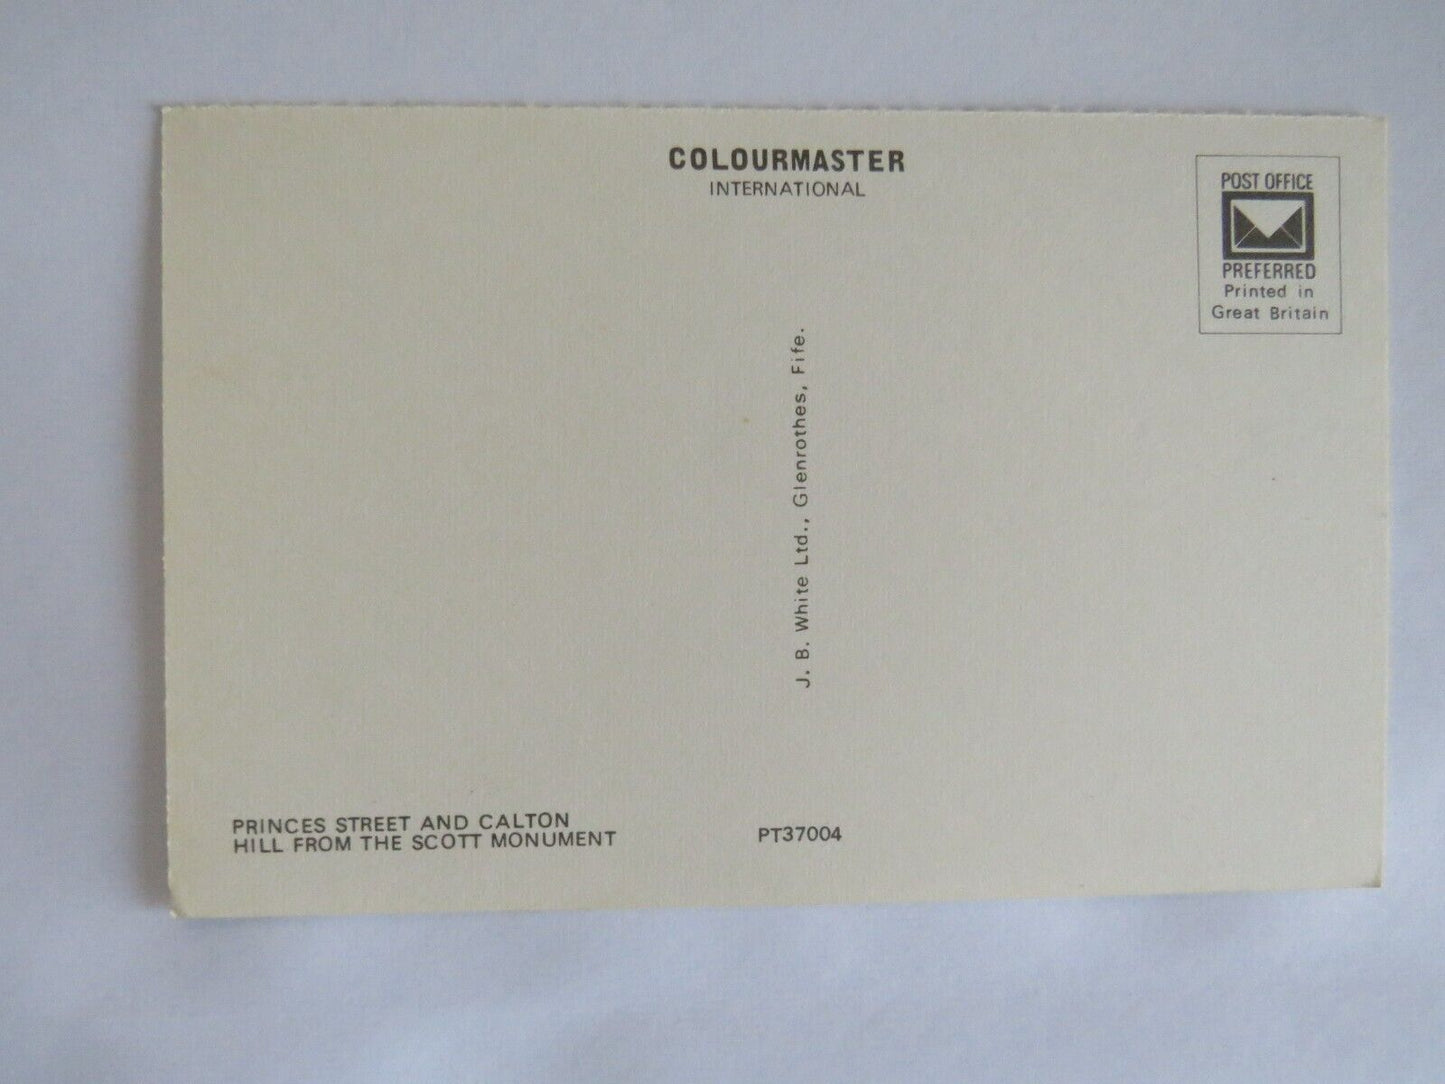 COLOURMASTER
INTERNATIONAL
POST OFFICE
PREFERRED
Printed in
Great Britain
J. B. White Ltd., Glenrothes, Fife.
PRINCES STREET AND CALTON
HILL FROM THE SCOTT MONUMENT
PT37004